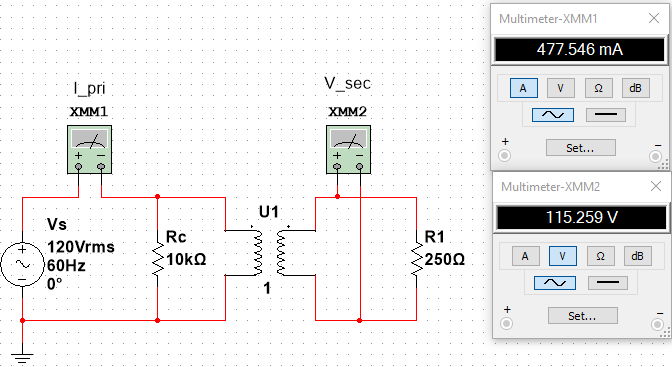 Multimeter-XMM1
477.546 mA
A V Ω dB
+ Set... −
Multimeter-XMM2
115.259 V
A V Ω dB
+ Set... −
I_pri
XMM1
V_sec
XMM2
Vs
120Vrms
60Hz
0°
Rc
10kΩ
U1
1
R1
250Ω